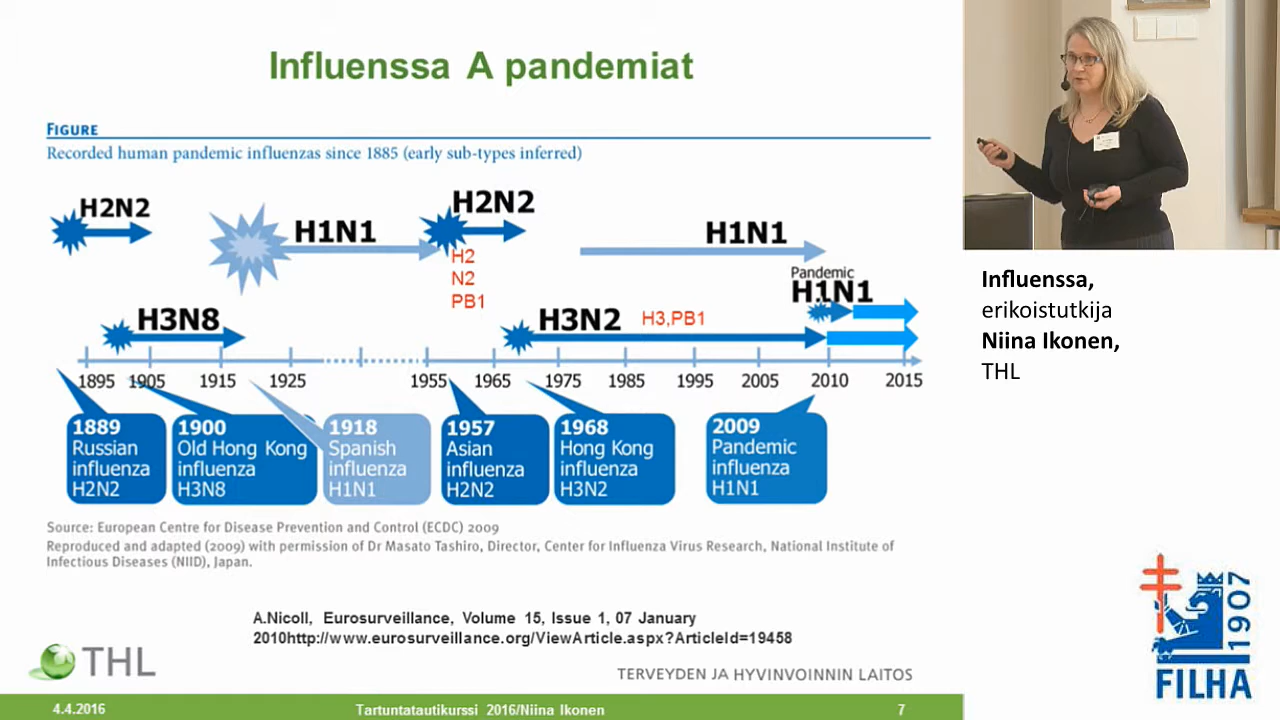 Influenssa A pandemiat
FIGURE
Recorded human pandemic influenzas since 1885 (early sub-types inferred)
H2N2
H1N1
H2N2
H1N1
H2
N2
PB1
Pandemic
H1N1
H3N8
H3N2
H3,PB1
1895 1905 1915 1925 1955 1965 1975 1985 1995 2005 2010 2015
1889
Russian
influenza
H2N2
1900
Old Hong Kong
influenza
H3N8
1918
Spanish
influenza
H1N1
1957
Asian
influenza
H2N2
1968
Hong Kong
influenza
H3N2
2009
Pandemic
influenza
H1N1
Source: European Centre for Disease Prevention and Control (ECDC) 2009
Reproduced and adapted (2009) with permission of Dr Masato Tashiro, Director, Center for Influenza Virus Research, National Institute of
Infectious Diseases (NIID), Japan.
A.Nicoll, Eurosurveillance, Volume 15, Issue 1, 07 January
2010http://www.eurosurveillance.org/ViewArticle.aspx?ArticleId=19458
THL
TERVEYDEN JA HYVINVOINNIN LAITOS
4.4.2016
Tartuntatautikurssi 2016/Niina Ikonen
7
Influenssa,
erikoistutkija
Niina Ikonen,
THL
1907
FILHA